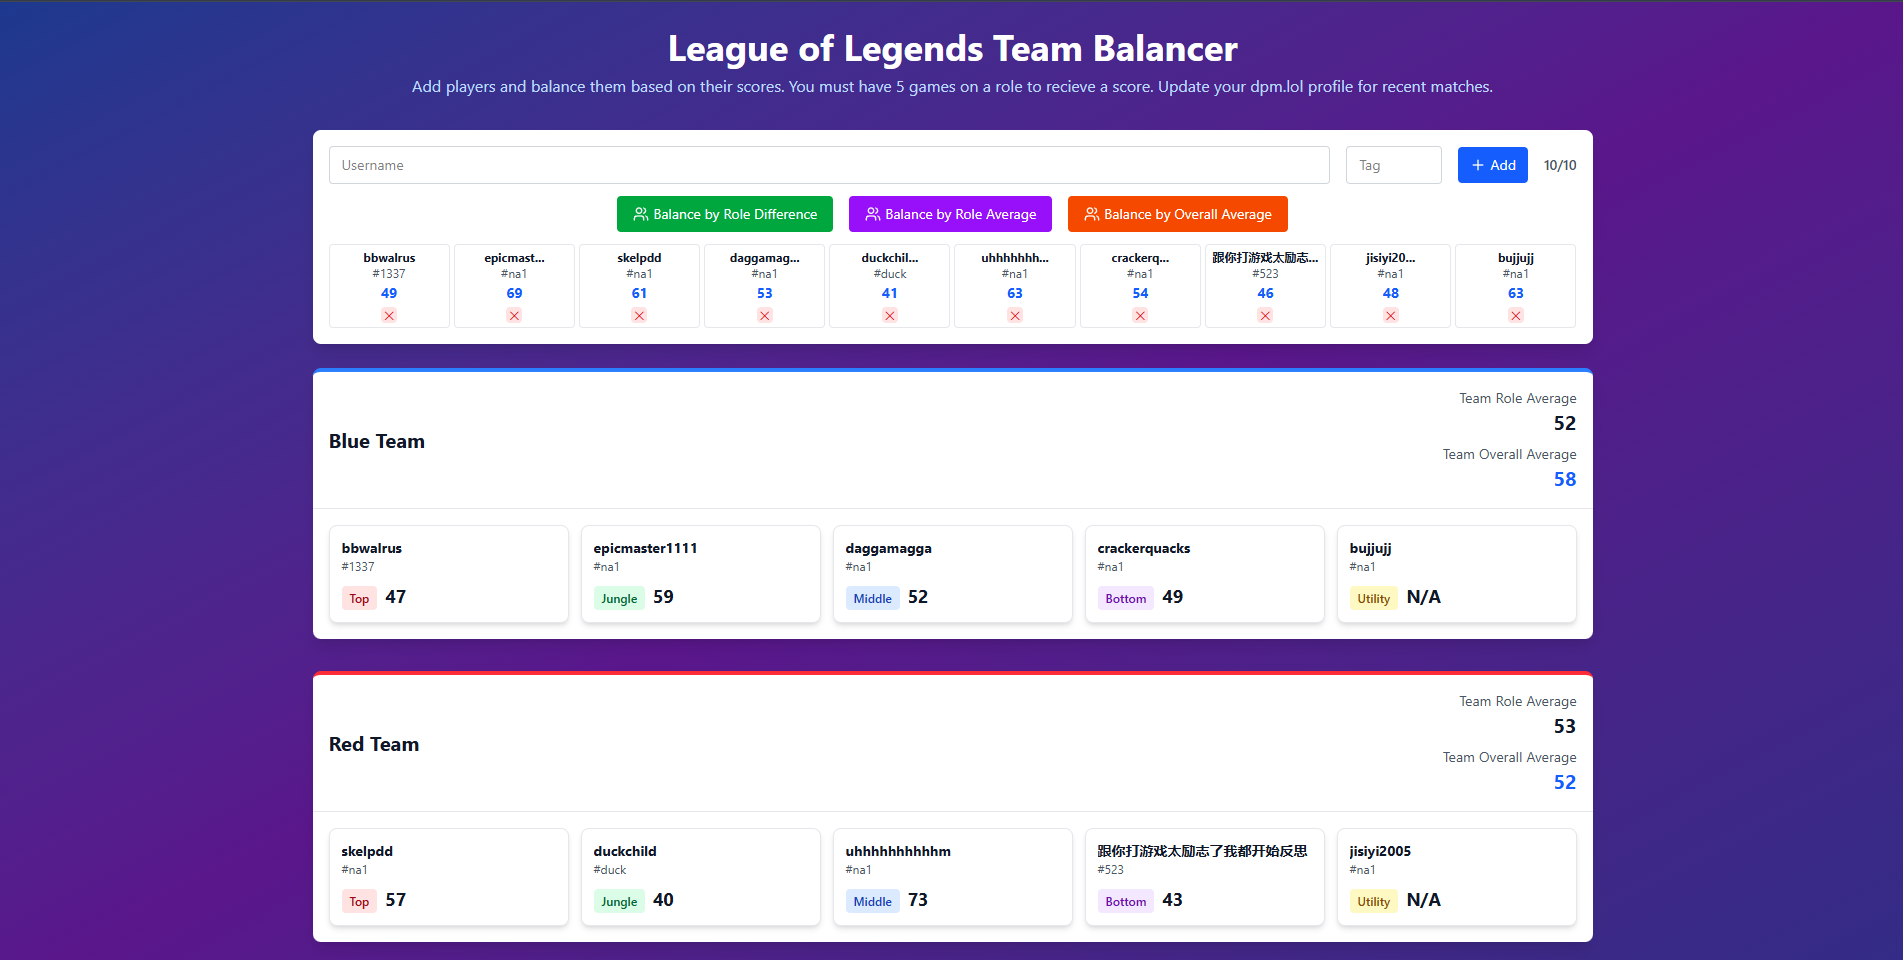 League of Legends Team Balancer
Add players and balance them based on their scores. You must have 5 games on a role to recieve a score. Update your dpm.lol profile for recent matches.
Username
Tag
Add
10/10
Balance by Role Difference
Balance by Role Average
Balance by Overall Average
bbwalrus
#1337
49
epicmast...
#na1
69
skelpdd
#na1
61
daggamag...
#na1
53
duckchil...
#duck
41
uhhhhhhh...
#na1
63
crackerq...
#na1
54
跟你打游戏太励志...
#523
46
jisiyi20...
#na1
48
bujjujj
#na1
63
Blue Team
Team Role Average
52
Team Overall Average
58
bbwalrus
#1337
Top 47
epicmaster1111
#na1
Jungle 59
daggamagga
#na1
Middle 52
crackerquacks
#na1
Bottom 49
bujjujj
#na1
Utility N/A
Red Team
Team Role Average
53
Team Overall Average
52
skelpdd
#na1
Top 57
duckchild
#duck
Jungle 40
uhhhhhhhhhhm
#na1
Middle 73
跟你打游戏太励志了我都开始反思
#523
Bottom 43
jisiyi2005
#na1
Utility N/A